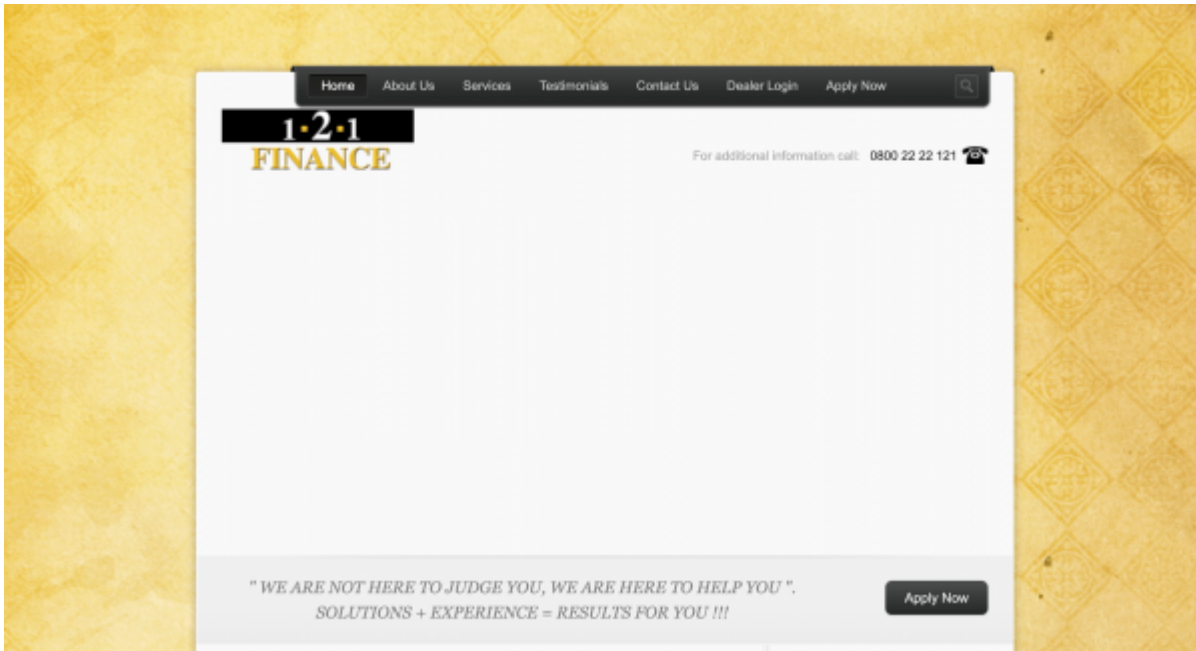 Home About Us Services Testimonials Contact Us Dealer Login Apply Now
1·2·1
FINANCE
For additional information call: 0800 22 22 121
" WE ARE NOT HERE TO JUDGE YOU, WE ARE HERE TO HELP YOU ".
SOLUTIONS + EXPERIENCE = RESULTS FOR YOU !!!
Apply Now